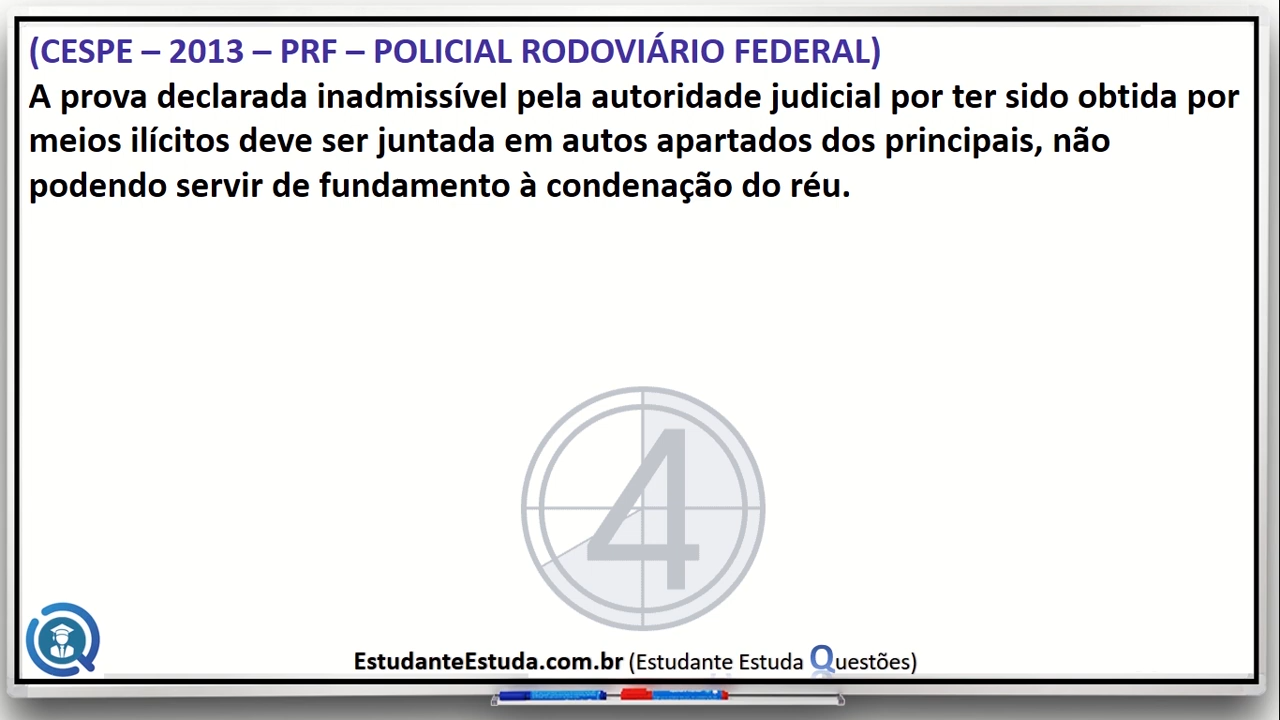 (CESPE – 2013 – PRF – POLICIAL RODOVIÁRIO FEDERAL)
A prova declarada inadmissível pela autoridade judicial por ter sido obtida por
meios ilícitos deve ser juntada em autos apartados dos principais, não
podendo servir de fundamento à condenação do réu.
4
EstudanteEstuda.com.br (Estudante Estuda Questões)